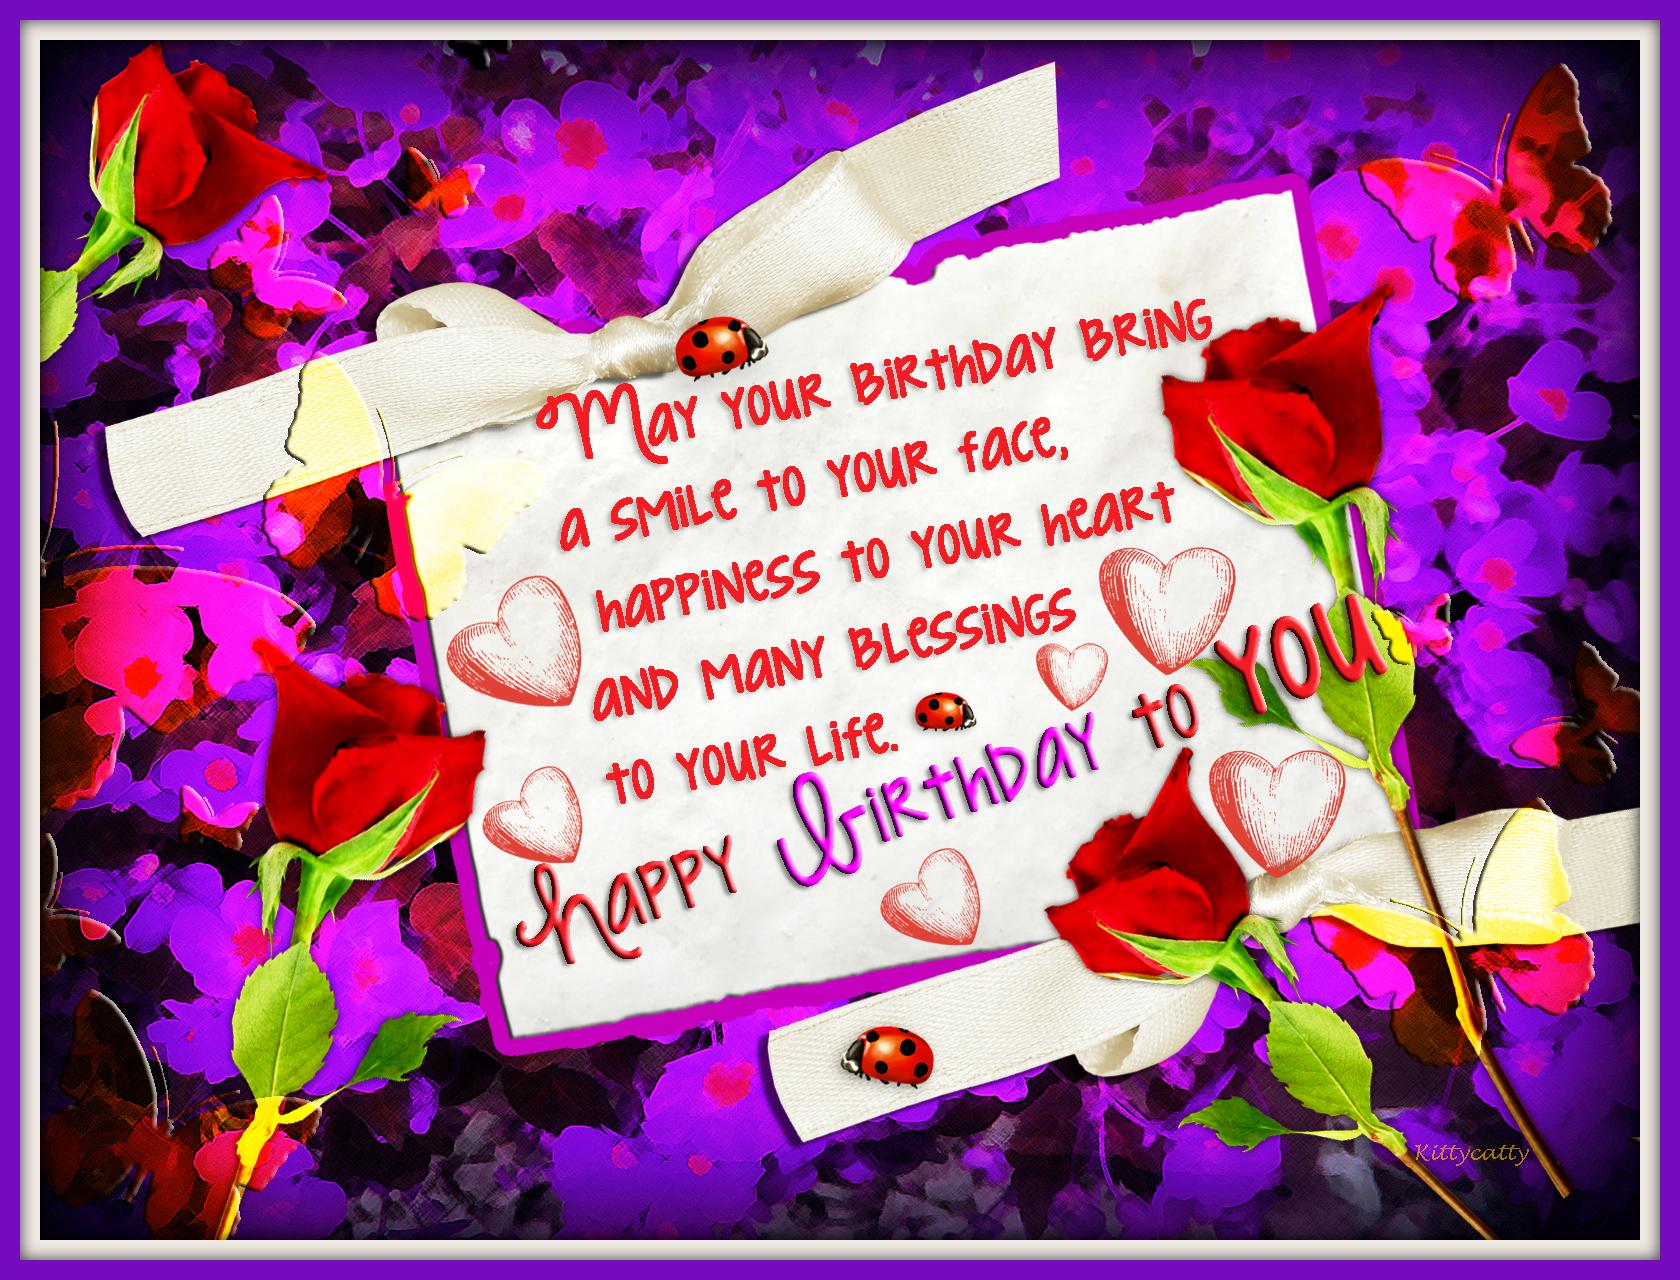 May your birthday bring
a smile to your face,
happiness to your heart
and many blessings
to your life.
happy birthday to you
Kittycatty